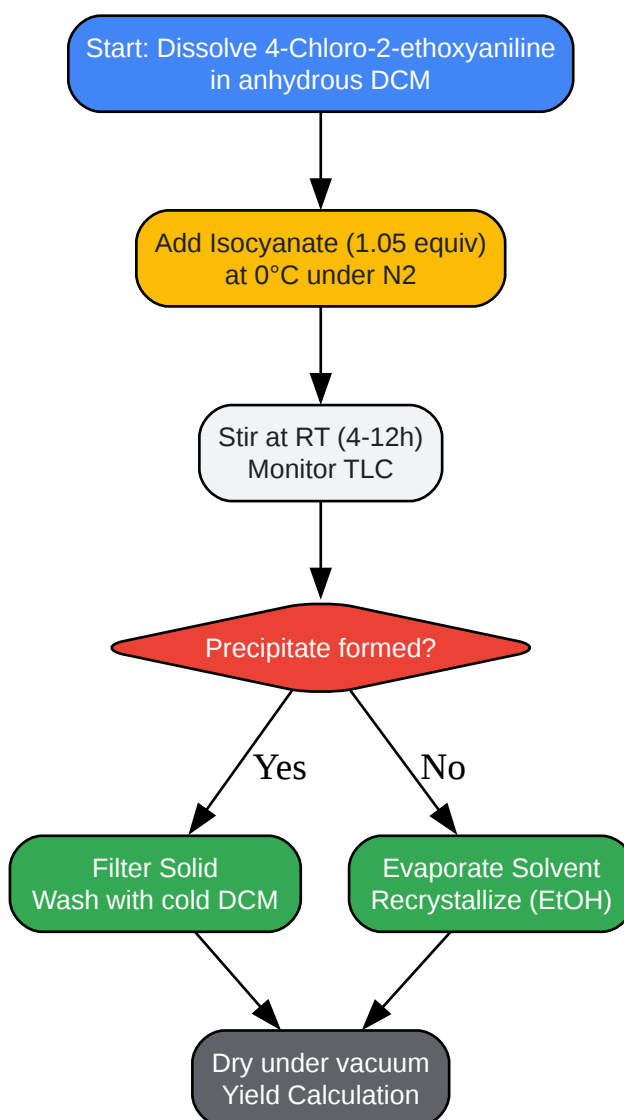 Start: Dissolve 4-Chloro-2-ethoxyaniline
in anhydrous DCM
Add Isocyanate (1.05 equiv)
at 0°C under N2
Stir at RT (4-12h)
Monitor TLC
Precipitate formed?
Yes
No
Filter Solid
Wash with cold DCM
Evaporate Solvent
Recrystallize (EtOH)
Dry under vacuum
Yield Calculation